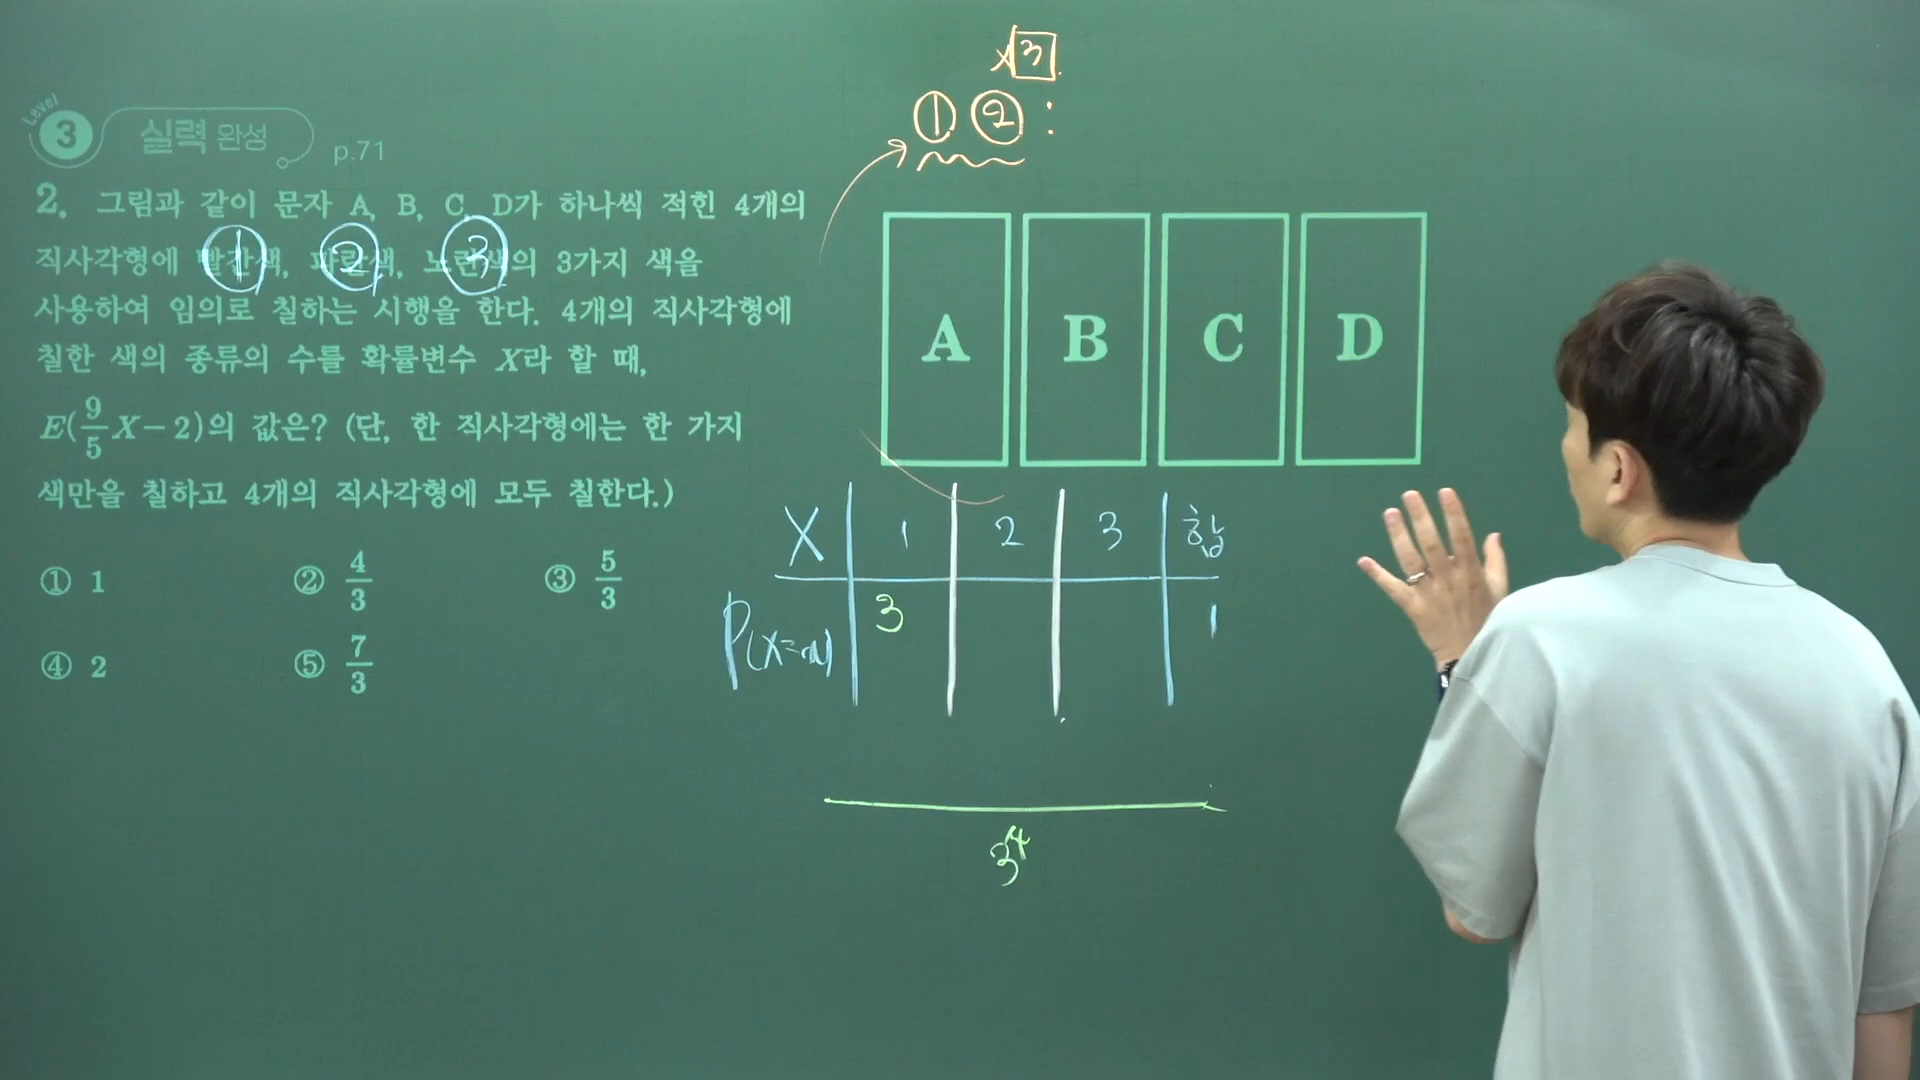 Level 3 실력 완성 p.71
2. 그림과 같이 문자 A, B, C, D가 하나씩 적힌 4개의
직사각형에 빨간색, 파란색, 노란색의 3가지 색을
① ② ③
사용하여 임의로 칠하는 시행을 한다. 4개의 직사각형에
칠한 색의 종류의 수를 확률변수 X라 할 때,
E(9/5 X－2)의 값은? (단, 한 직사각형에는 한 가지
색만을 칠하고 4개의 직사각형에 모두 칠한다.)
① 1 ② 4/3 ③ 5/3
④ 2 ⑤ 7/3
×3
① ② :
A B C D
X 1 2 3 합
P(X=x) 3 1
3⁴